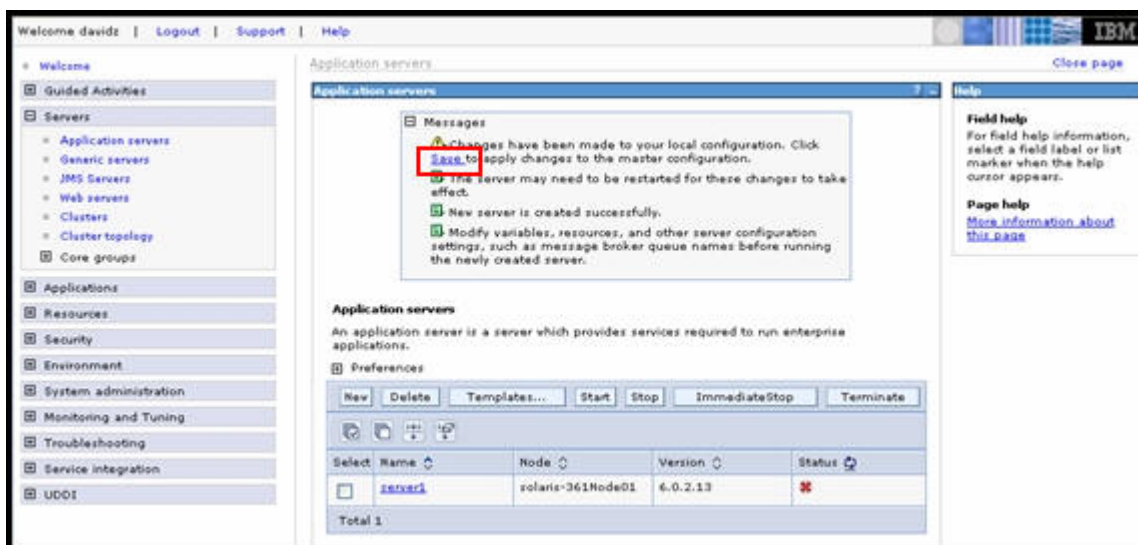 Welcome davidz | Logout | Support | Help
IBM
Welcome
Guided Activities
Servers
Application servers
Generic servers
JMS Servers
Web servers
Clusters
Cluster topology
Core groups
Applications
Resources
Security
Environment
System administration
Monitoring and Tuning
Troubleshooting
Service integration
UDDI
Application servers
Close page
Application servers ? -
Messages
Changes have been made to your local configuration. Click
Save to apply changes to the master configuration.
The server may need to be restarted for these changes to take
effect.
New server is created successfully.
Modify variables, resources, and other server configuration
settings, such as message broker queue names before running
the newly created server.
Application servers
An application server is a server which provides services required to run enterprise
applications.
Preferences
New Delete Templates... Start Stop ImmediateStop Terminate
Select Name Node Version Status
server1 solaris-361Node01 6.0.2.13
Total 1
Help
Field help
For field help information,
select a field label or list
marker when the help
cursor appears.
Page help
More information about
this page